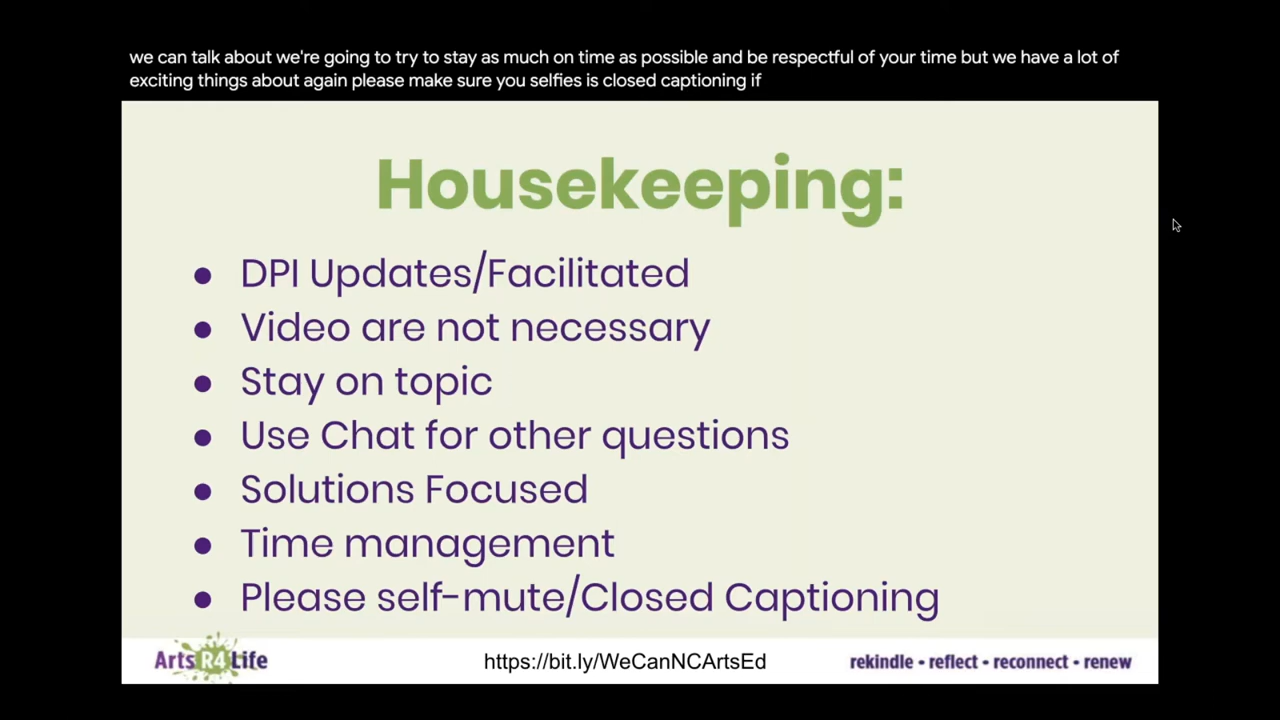 we can talk about we're going to try to stay as much on time as possible and be respectful of your time but we have a lot of
exciting things about again please make sure you selfies is closed captioning if
Housekeeping:
● DPI Updates/Facilitated
● Video are not necessary
● Stay on topic
● Use Chat for other questions
● Solutions Focused
● Time management
● Please self-mute/Closed Captioning
Arts R4Life
https://bit.ly/WeCanNCArtsEd
rekindle • reflect • reconnect • renew